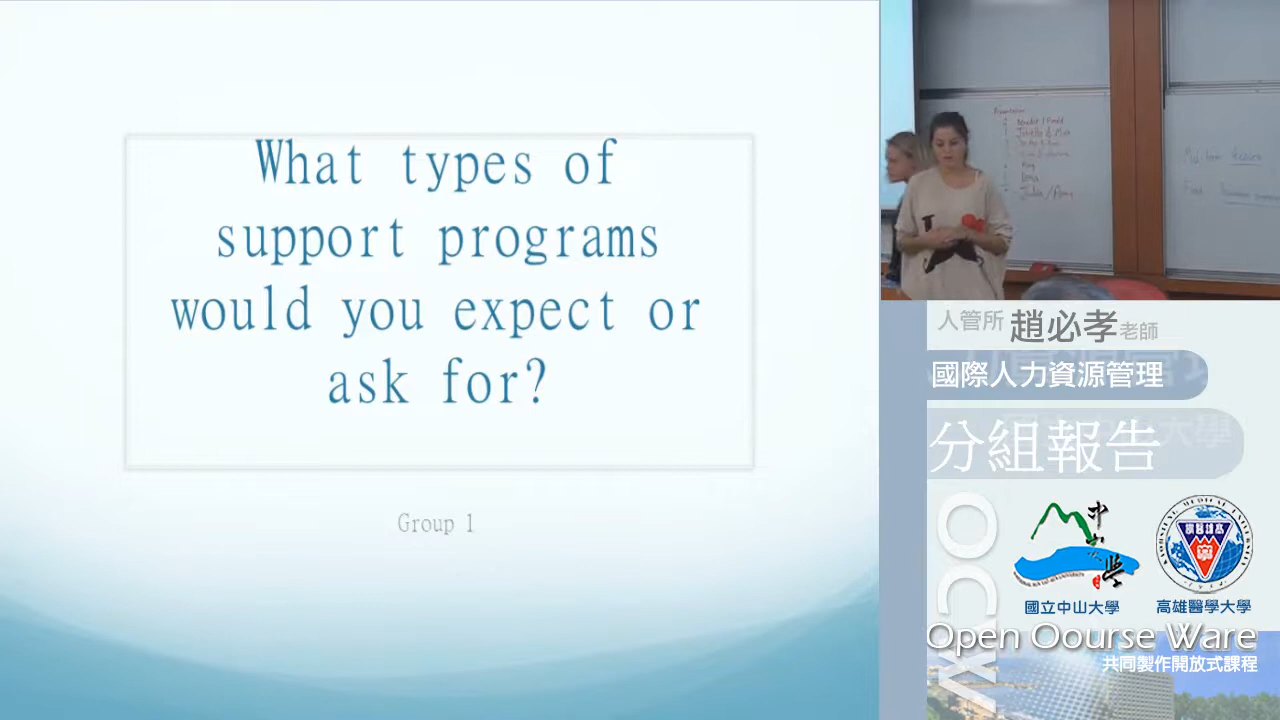 What types of
support programs
would you expect or
ask for?
Group 1
人管所 趙必孝老師
國際人力資源管理
分組報告
OCW
國立中山大學
高雄醫學大學
Open Oourse Ware
共同製作開放式課程